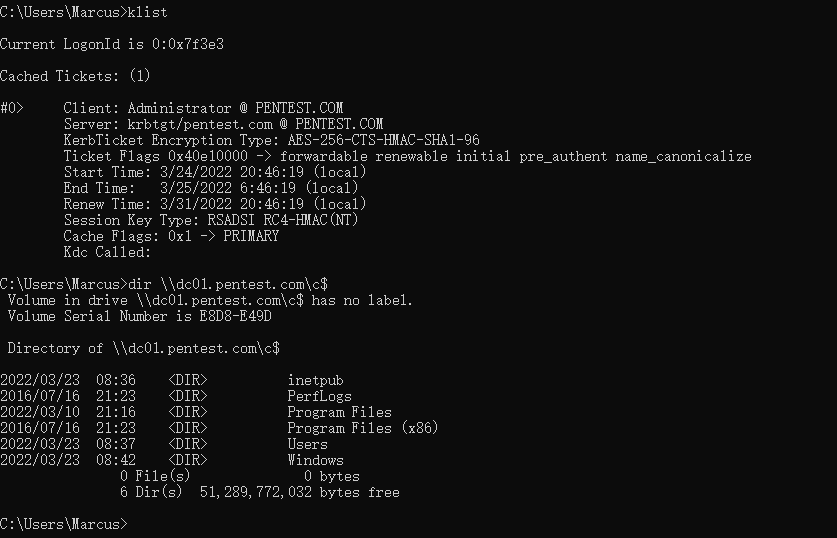 C:\Users\Marcus>klist
Current LogonId is 0:0x7f3e3
Cached Tickets: (1)
#0>     Client: Administrator @ PENTEST.COM
        Server: krbtgt/pentest.com @ PENTEST.COM
        KerbTicket Encryption Type: AES-256-CTS-HMAC-SHA1-96
        Ticket Flags 0x40e10000 -> forwardable renewable initial pre_authent name_canonicalize
        Start Time: 3/24/2022 20:46:19 (local)
        End Time:   3/25/2022 6:46:19 (local)
        Renew Time: 3/31/2022 20:46:19 (local)
        Session Key Type: RSADSI RC4-HMAC(NT)
        Cache Flags: 0x1 -> PRIMARY
        Kdc Called:
C:\Users\Marcus>dir \\dc01.pentest.com\c$
 Volume in drive \\dc01.pentest.com\c$ has no label.
 Volume Serial Number is E8D8-E49D
 Directory of \\dc01.pentest.com\c$
2022/03/23  08:36    <DIR>          inetpub
2016/07/16  21:23    <DIR>          PerfLogs
2022/03/10  21:16    <DIR>          Program Files
2016/07/16  21:23    <DIR>          Program Files (x86)
2022/03/23  08:37    <DIR>          Users
2022/03/23  08:42    <DIR>          Windows
               0 File(s)              0 bytes
               6 Dir(s)  51,289,772,032 bytes free
C:\Users\Marcus>